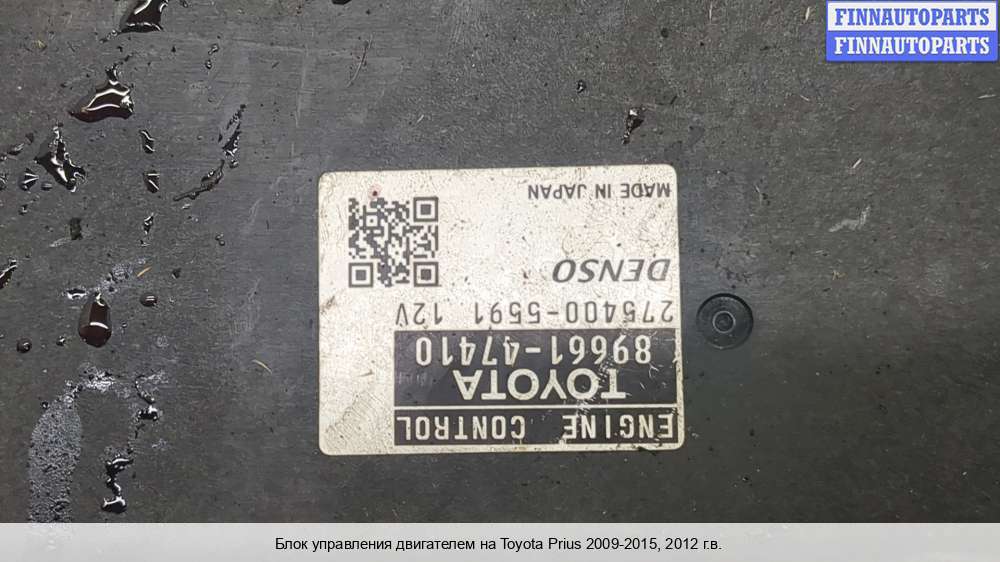 FINNAUTOPARTS
FINNAUTOPARTS
ENGINE CONTROL
TOYOTA
89661-47410
275400-5591 12V
DENSO
MADE IN JAPAN
Блок управления двигателем на Toyota Prius 2009-2015, 2012 г.в.